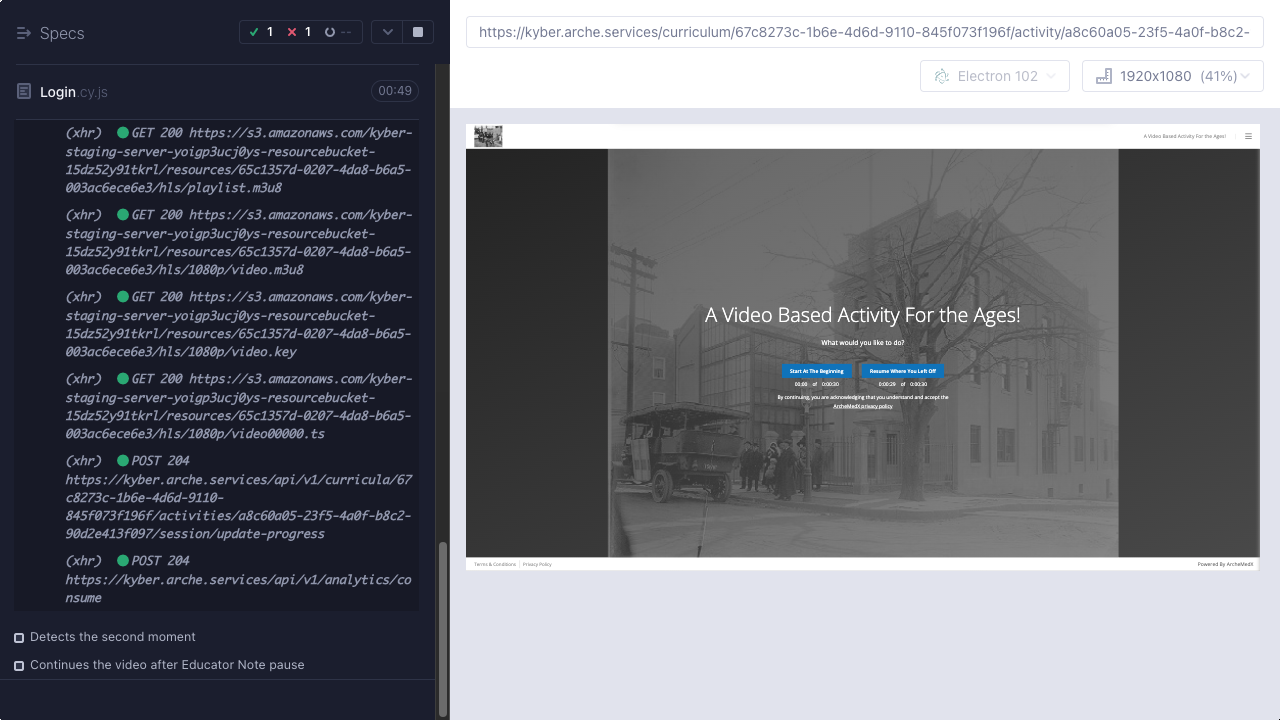 Specs
1
1
--
Login.cy.js
00:49
(xhr) GET 200 https://s3.amazonaws.com/kyber-
staging-server-yoigp3ucj0ys-resourcebucket-
15dz52y91tkrl/resources/65c1357d-0207-4da8-b6a5-
003ac6ece6e3/hls/playlist.m3u8
(xhr) GET 200 https://s3.amazonaws.com/kyber-
staging-server-yoigp3ucj0ys-resourcebucket-
15dz52y91tkrl/resources/65c1357d-0207-4da8-b6a5-
003ac6ece6e3/hls/1080p/video.m3u8
(xhr) GET 200 https://s3.amazonaws.com/kyber-
staging-server-yoigp3ucj0ys-resourcebucket-
15dz52y91tkrl/resources/65c1357d-0207-4da8-b6a5-
003ac6ece6e3/hls/1080p/video.key
(xhr) GET 200 https://s3.amazonaws.com/kyber-
staging-server-yoigp3ucj0ys-resourcebucket-
15dz52y91tkrl/resources/65c1357d-0207-4da8-b6a5-
003ac6ece6e3/hls/1080p/video00000.ts
(xhr) POST 204
https://kyber.arche.services/api/v1/curricula/67
c8273c-1b6e-4d6d-9110-
845f073f196f/activities/a8c60a05-23f5-4a0f-b8c2-
90d2e413f097/session/update-progress
(xhr) POST 204
https://kyber.arche.services/api/v1/analytics/co
nsume
Detects the second moment
Continues the video after Educator Note pause
https://kyber.arche.services/curriculum/67c8273c-1b6e-4d6d-9110-845f073f196f/activity/a8c60a05-23f5-4a0f-b8c2-
Electron 102
1920x1080 (41%)
A Video Based Activity For the Ages!
A Video Based Activity For the Ages!
What would you like to do?
Start At The Beginning
Resume Where You Left Off
00:00 of 0:00:30
0:00:29 of 0:00:30
By continuing, you are acknowledging that you understand and accept the
ArcheMedX privacy policy
Terms & Conditions
Privacy Policy
Powered By ArcheMedX